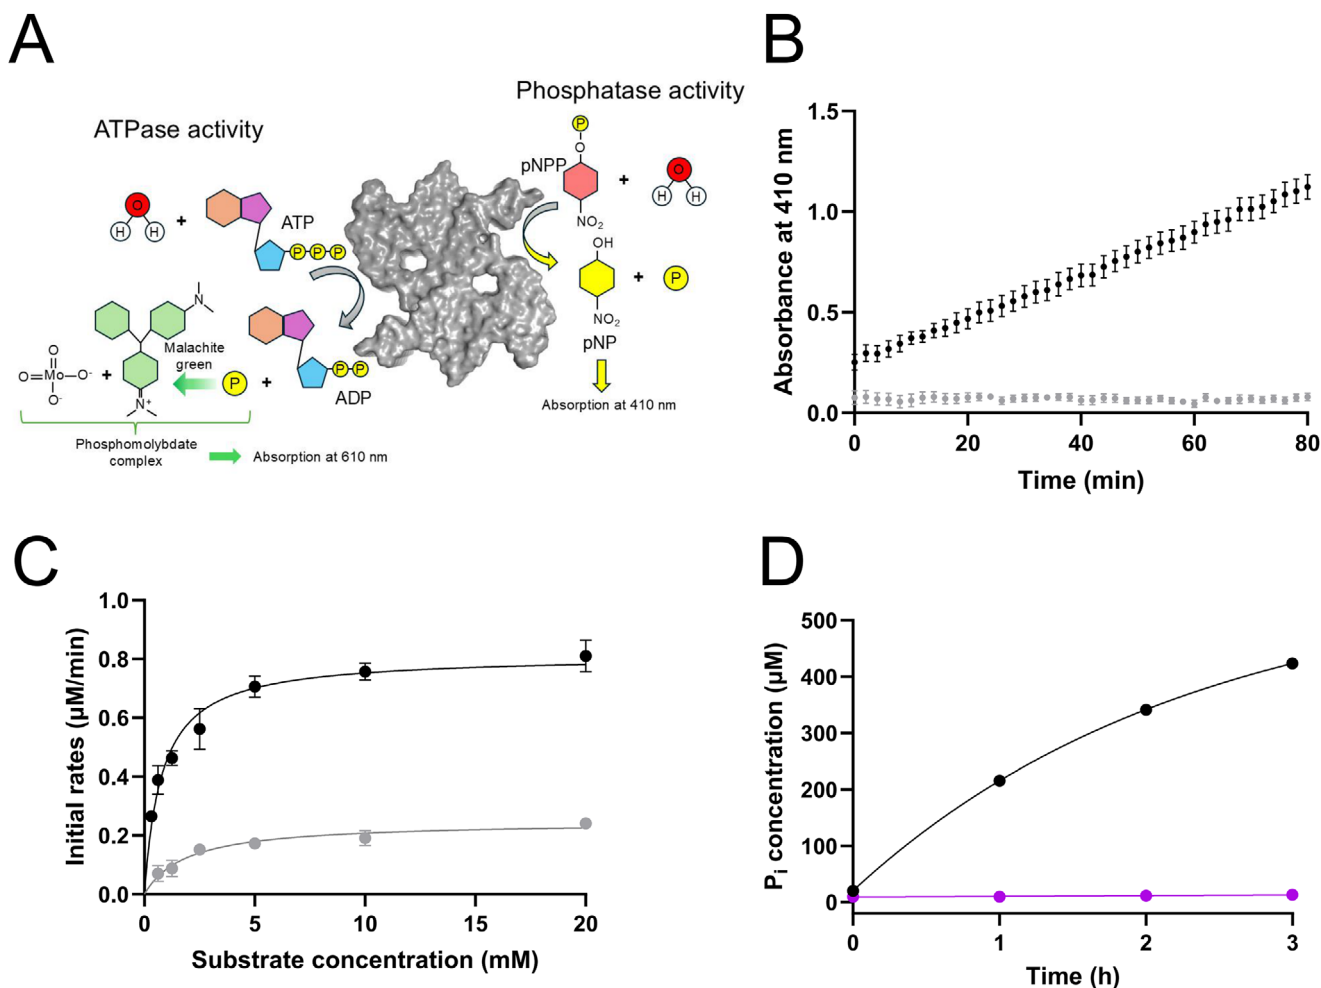 A
ATPase activity
Phosphatase activity
O
H
H
+
ATP
P
P
P
P
O
pNPP
+
O
H
H
NO2
OH
+
P
NO2
pNP
Absorption at 410 nm
N
Malachite
green
O
O=Mo–O-
O-
+
N+
P
+
P
P
ADP
Phosphomolybdate
complex
Absorption at 610 nm
B
Absorbance at 410 nm
1.5
1.0
0.5
0.0
0
20
40
60
80
Time (min)
C
Initial rates (µM/min)
1.0
0.8
0.6
0.4
0.2
0.0
0
5
10
15
20
Substrate concentration (mM)
D
Pi concentration (µM)
500
400
300
200
100
0
0
1
2
3
Time (h)